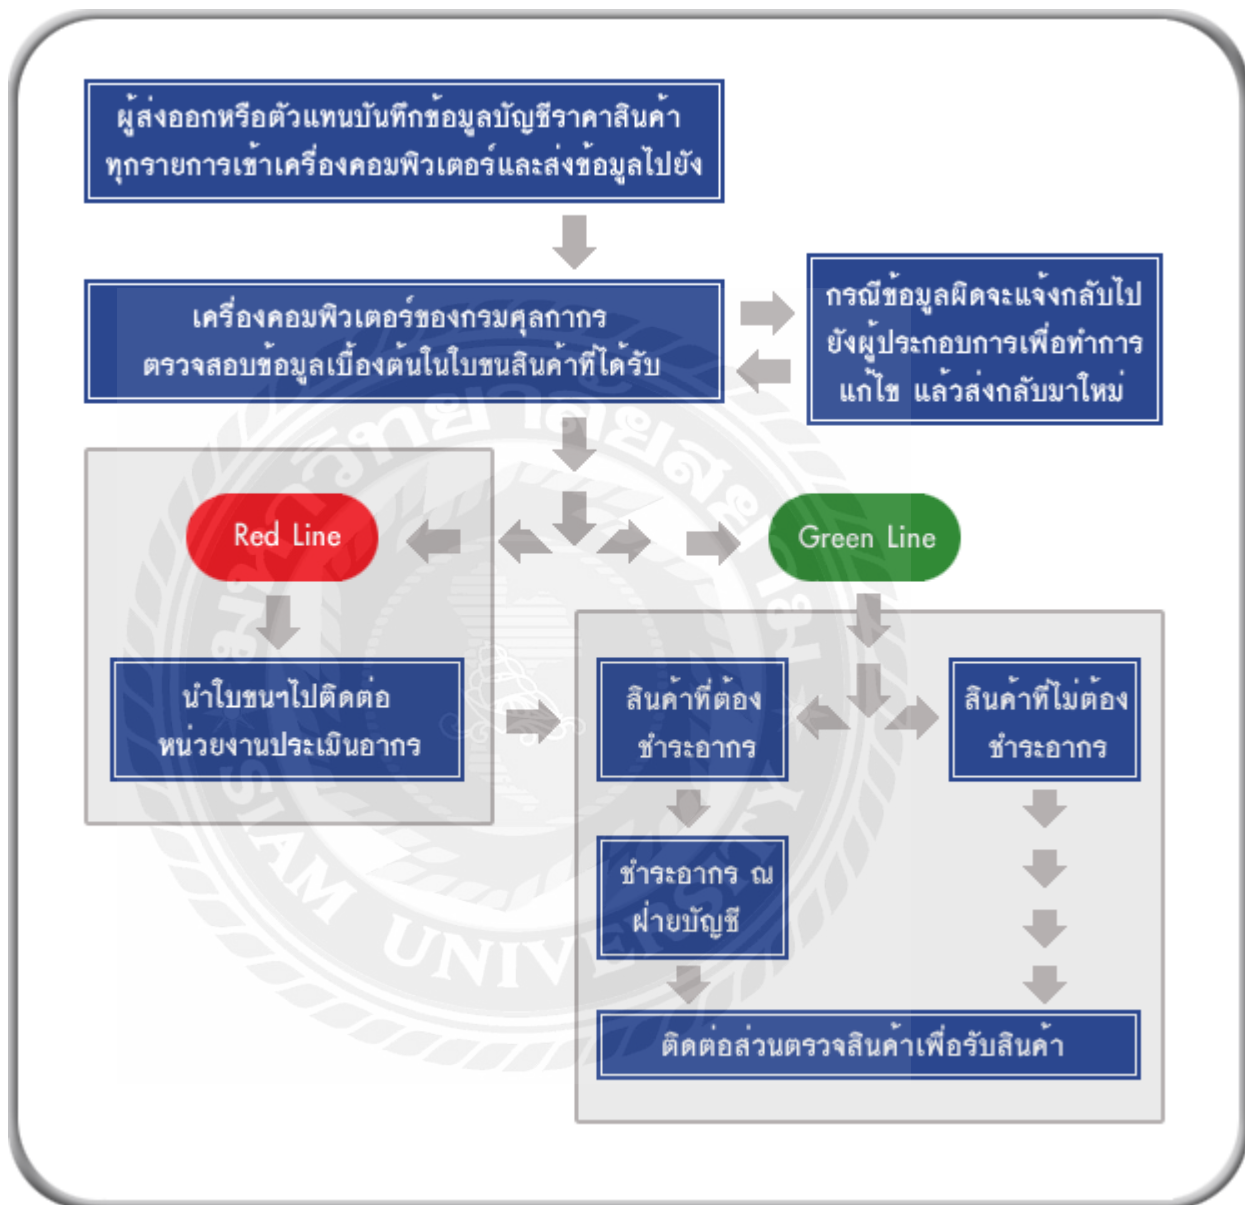 ผู้ส่งออกหรือตัวแทนบันทึกข้อมูลบัญชีราคาสินค้า
ทุกรายการเข้าเครื่องคอมพิวเตอร์และส่งข้อมูลไปยัง
เครื่องคอมพิวเตอร์ของกรมศุลกากร
ตรวจสอบข้อมูลเบื้องต้นในใบขนสินค้าที่ได้รับ
กรณีข้อมูลผิดจะแจ้งกลับไป
ยังผู้ประกอบการเพื่อทำการ
แก้ไข แล้วส่งกลับมาใหม่
Red Line
Green Line
นำใบขนฯไปติดต่อ
หน่วยงานประเมินอากร
สินค้าที่ต้อง
ชำระอากร
สินค้าที่ไม่ต้อง
ชำระอากร
ชำระอากร ณ
ฝ่ายบัญชี
ติดต่อส่วนตรวจสินค้าเพื่อรับสินค้า
มหาวิทยาลัยสยาม
SIAM UNIVERSITY